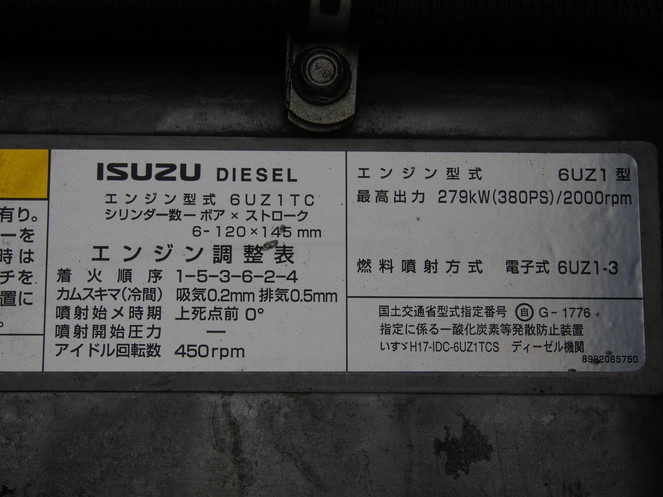 有り。
ーを
時は
チを
置に
。
ISUZU DIESEL
エンジン型式 6UZ1TC
シリンダー数－ボア×ストローク
6-120×145mm
エンジン調整表
着火順序 1-5-3-6-2-4
カムスキマ(冷間) 吸気0.2mm 排気0.5mm
噴射始メ時期 上死点前 0°
噴射開始圧力 ―
アイドル回転数 450rpm
エンジン型式 6UZ1型
最高出力 279kW(380PS)/2000rpm
燃料噴射方式 電子式 6UZ1-3
国土交通省型式指定番号 自 G-1776
指定に係る一酸化炭素等発散防止装置
いすゞH17-IDC-6UZ1TCS ディーゼル機関
8982085750